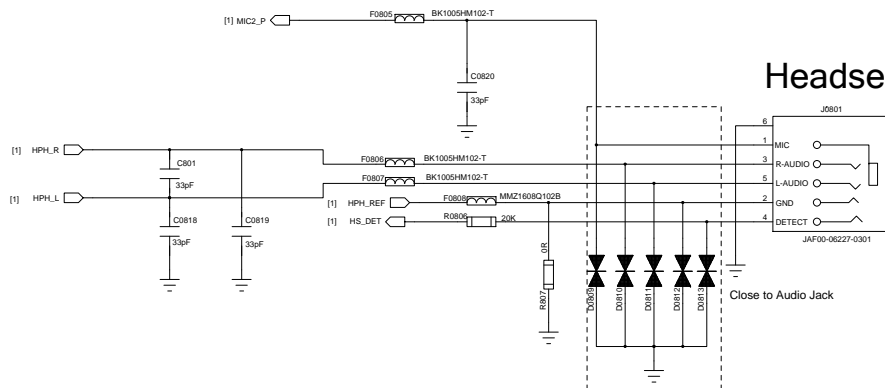 F0805 BK1005HM102-T
[1] MIC2_P
C0820
33pF
Headse
J0801
6
[1] HPH_R
1 MIC
F0806 BK1005HM102-T
3 R-AUDIO
C801
33pF
F0807 BK1005HM102-T
5 L-AUDIO
[1] HPH_L
[1] HPH_REF F0808 MMZ1608Q102B
2 GND
C0818
C0819
[1] HS_DET R0806 20K
4 DETECT
33pF
33pF
JAF00-06227-0301
0R
R807
D0809
D0810
D0811
D0812
D0813
Close to Audio Jack